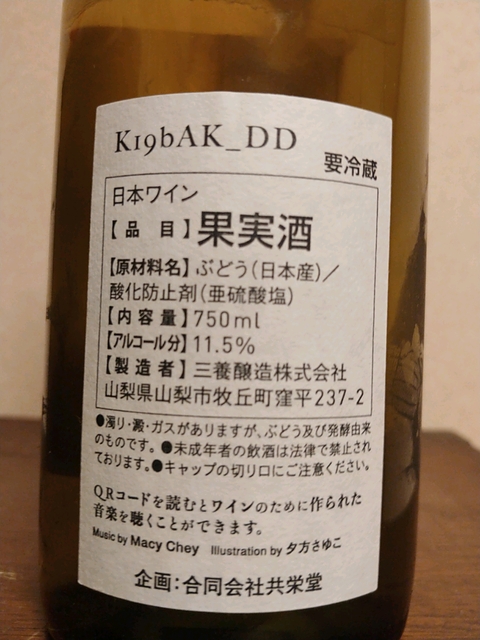 K19bAK_DD
要冷蔵
日本ワイン
【品　目】果実酒
【原材料名】ぶどう(日本産)／
酸化防止剤(亜硫酸塩)
【内容量】750ml
【アルコール分】11.5%
【製造者】三養醸造株式会社
山梨県山梨市牧丘町窪平237-2
●濁り・澱・ガスがありますが、ぶどう及び発酵由来
のものです。●未成年者の飲酒は法律で禁止され
ております。●キャップの切り口にご注意ください。
QRコードを読むとワインのために作られた
音楽を聴くことができます。
Music by Macy Chey　Illustration by 夕方さゆこ
企画：合同会社共栄堂